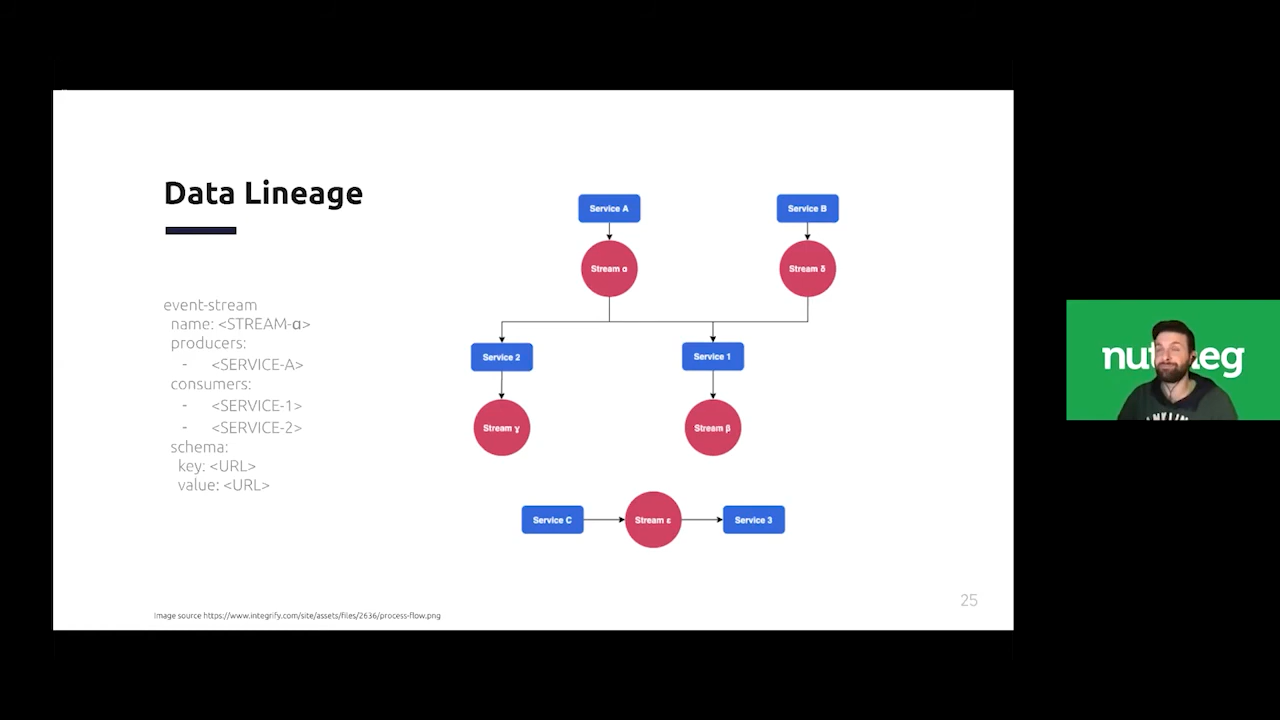 Data Lineage
event-stream
name: <STREAM-α>
producers:
- <SERVICE-A>
consumers:
- <SERVICE-1>
- <SERVICE-2>
schema:
key: <URL>
value: <URL>
Service A
Service B
Stream α
Stream δ
Service 2
Service 1
Stream γ
Stream β
Service C
Stream ε
Service 3
Image source https://www.integrify.com/site/assets/files/2636/process-flow.png
25